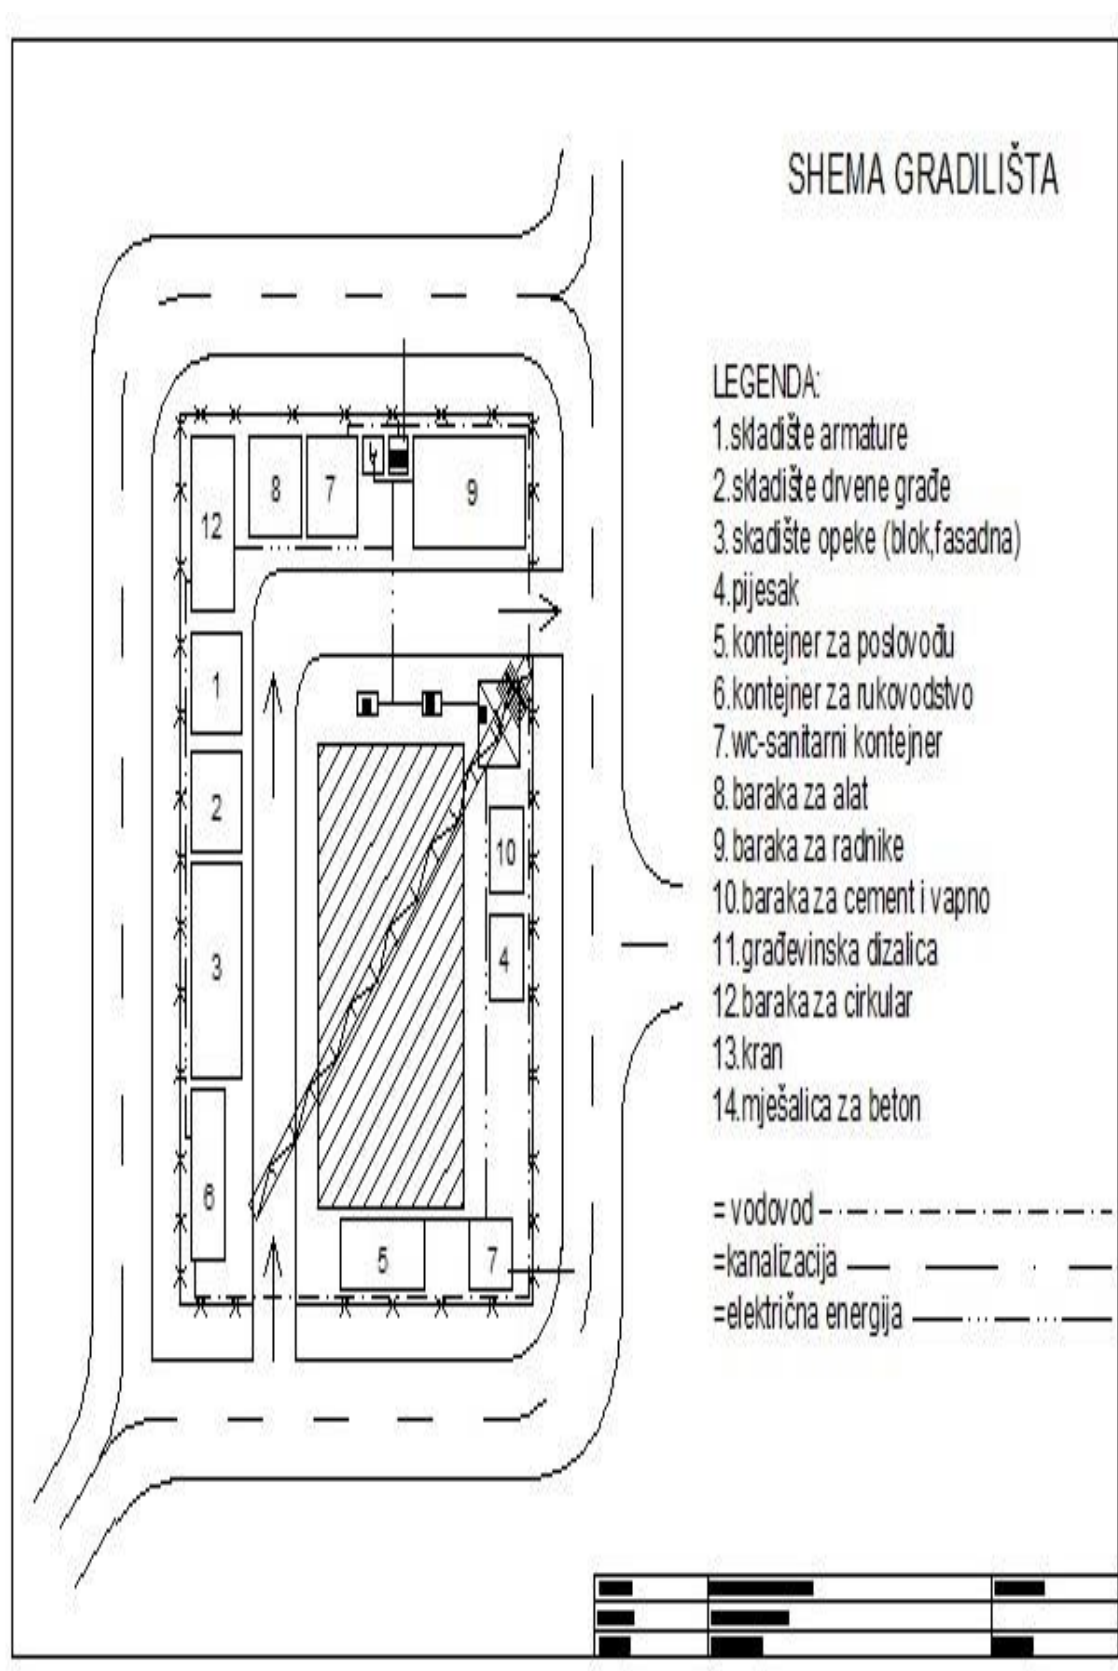 SHEMA GRADILIŠTA
LEGENDA:
1.skladište armature
2.skladište drvene građe
3.skadište opeke (blok,fasadna)
4.pijesak
5.kontejner za poslovođu
6.kontejner za rukovodstvo
7.wc-sanitarni kontejner
8.baraka za alat
9.baraka za radnike
10.baraka za cement i vapno
11.građevinska dizalica
12.baraka za cirkular
13.kran
14.mješalica za beton
= vodovod
=kanalizacija
=električna energija
12
8
7
9
1
2
3
10
4
6
5
7